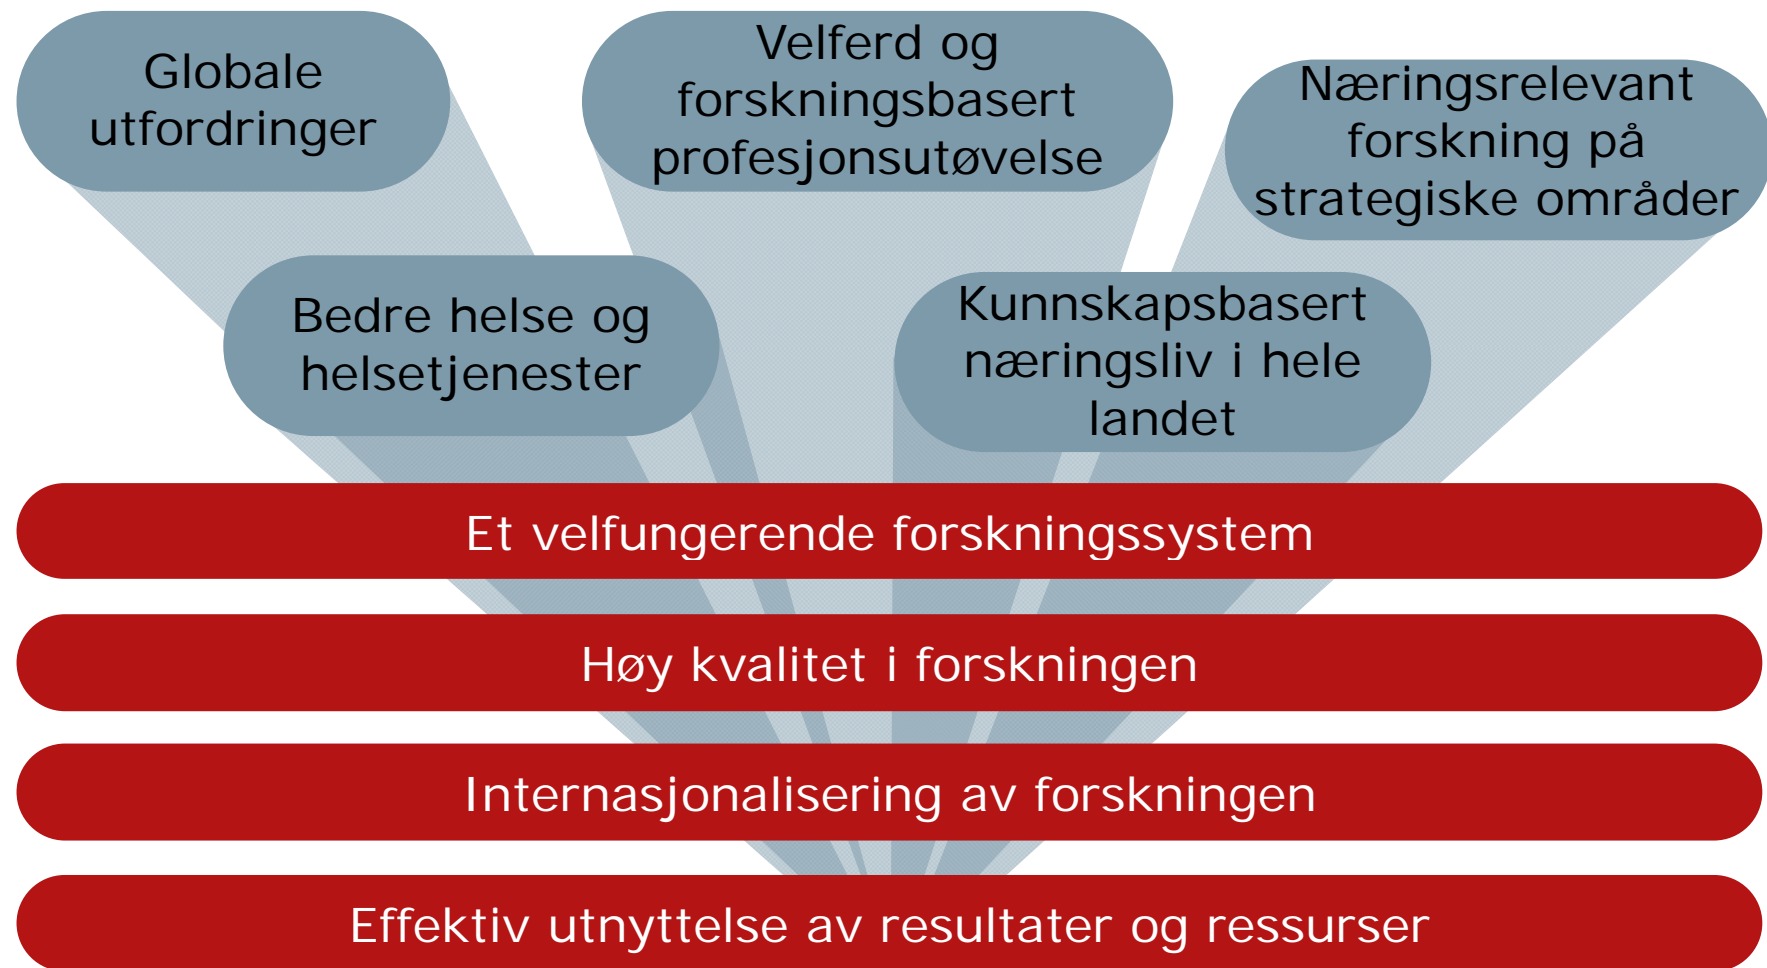 Globale
utfordringer
Velferd og
forskningsbasert
profesjonsutøvelse
Næringsrelevant
forskning på
strategiske områder
Bedre helse og
helsetjenester
Kunnskapsbasert
næringsliv i hele
landet
Et velfungerende forskningssystem
Høy kvalitet i forskningen
Internasjonalisering av forskningen
Effektiv utnyttelse av resultater og ressurser